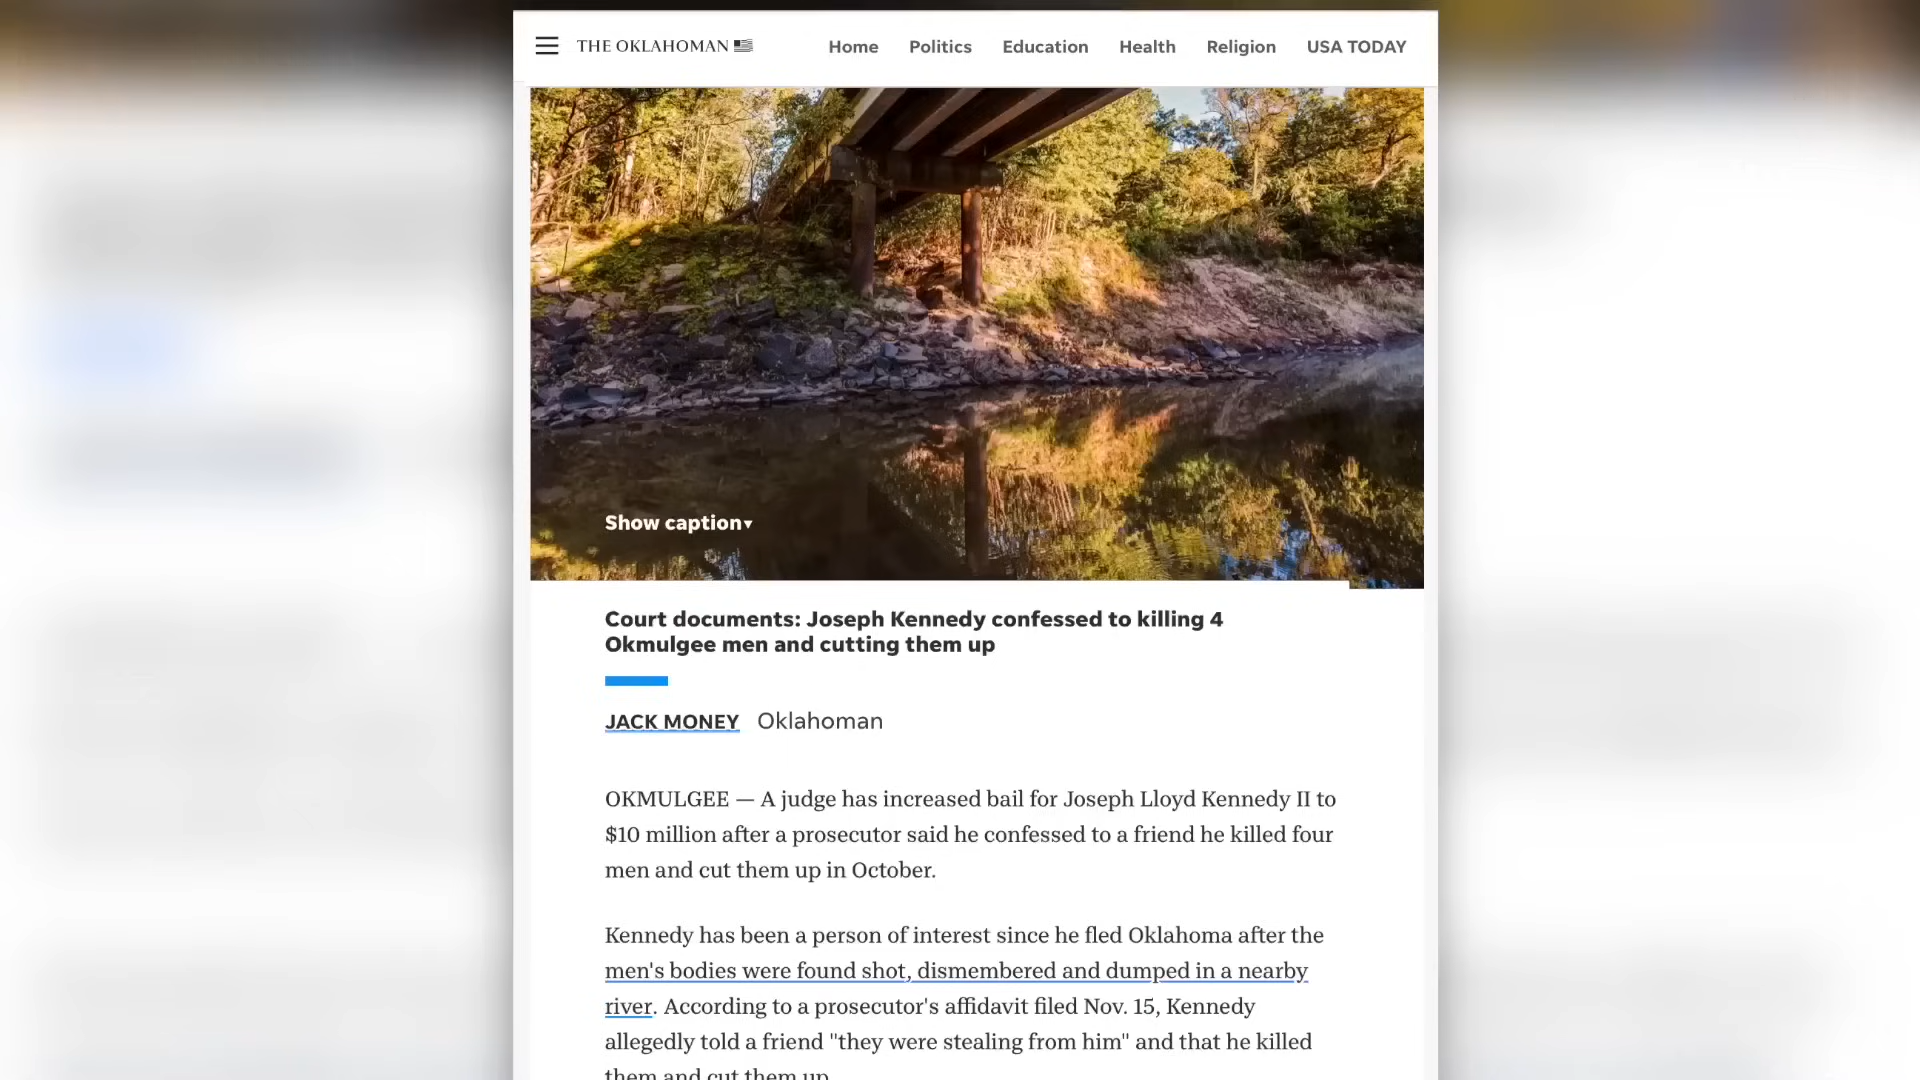 THE OKLAHOMAN
Home Politics Education Health Religion USA TODAY
Show caption
Court documents: Joseph Kennedy confessed to killing 4
Okmulgee men and cutting them up
JACK MONEY Oklahoman
OKMULGEE — A judge has increased bail for Joseph Lloyd Kennedy II to
$10 million after a prosecutor said he confessed to a friend he killed four
men and cut them up in October.
Kennedy has been a person of interest since he fled Oklahoma after the
men's bodies were found shot, dismembered and dumped in a nearby
river. According to a prosecutor's affidavit filed Nov. 15, Kennedy
allegedly told a friend "they were stealing from him" and that he killed
them and cut them up.